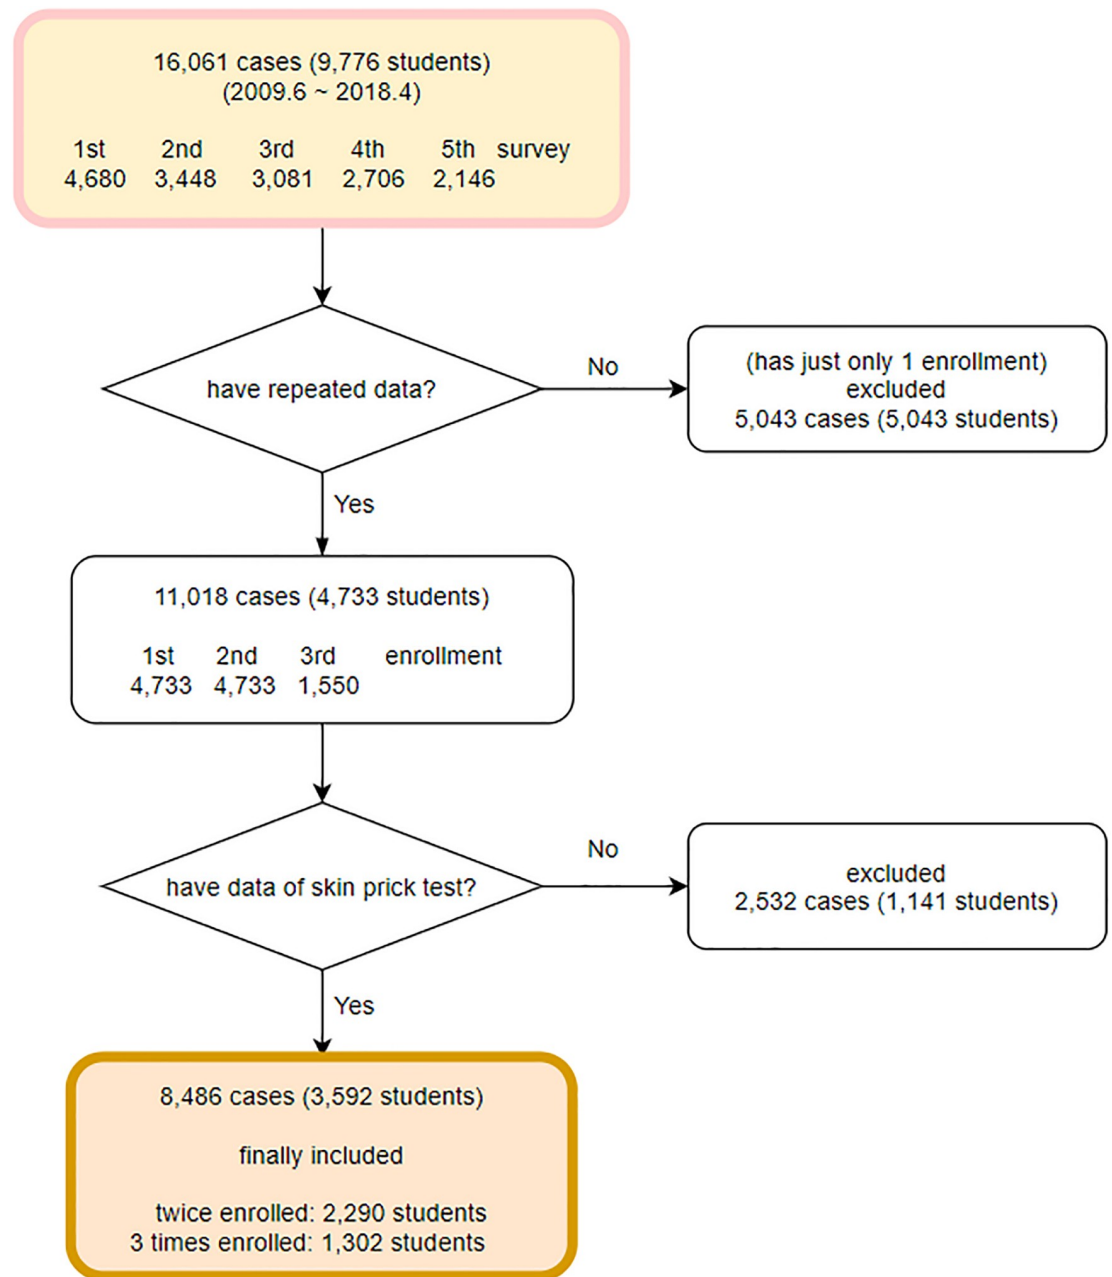 16,061 cases (9,776 students)
(2009.6 ~ 2018.4)
1st 2nd 3rd 4th 5th survey
4,680 3,448 3,081 2,706 2,146
have repeated data?
No
(has just only 1 enrollment)
excluded
5,043 cases (5,043 students)
Yes
11,018 cases (4,733 students)
1st 2nd 3rd enrollment
4,733 4,733 1,550
have data of skin prick test?
No
excluded
2,532 cases (1,141 students)
Yes
8,486 cases (3,592 students)
finally included
twice enrolled: 2,290 students
3 times enrolled: 1,302 students